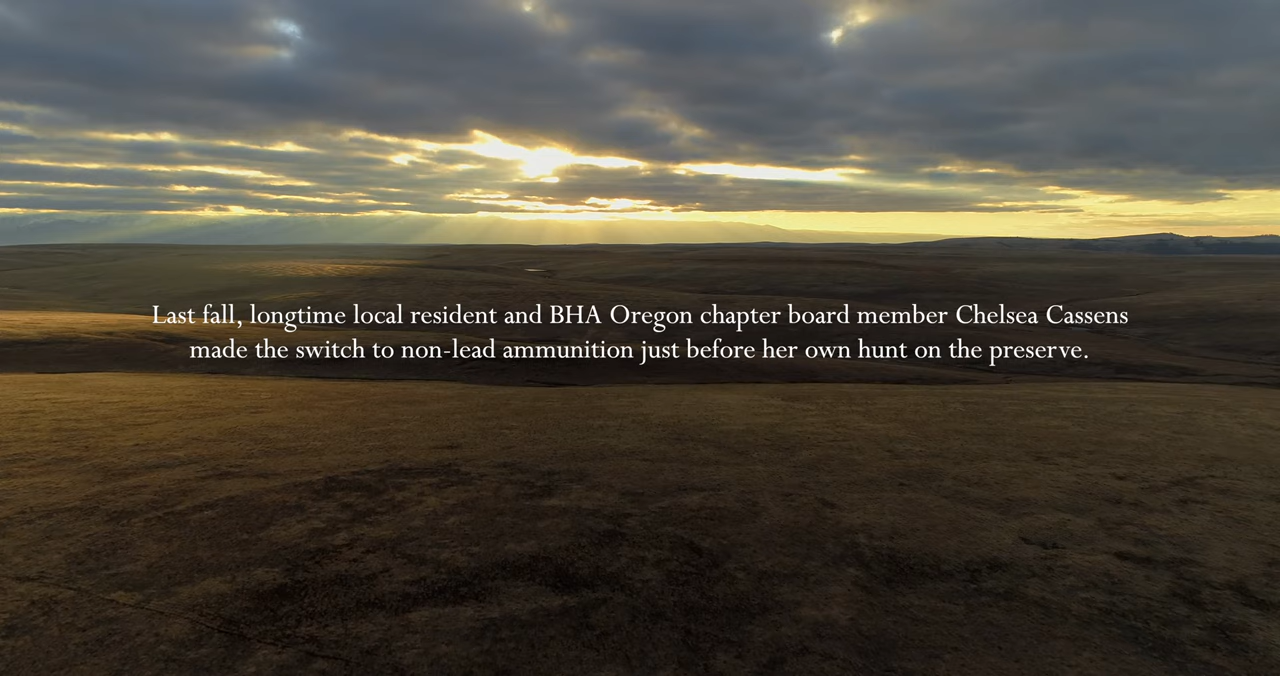 Last fall, longtime local resident and BHA Oregon chapter board member Chelsea Cassens
made the switch to non-lead ammunition just before her own hunt on the preserve.